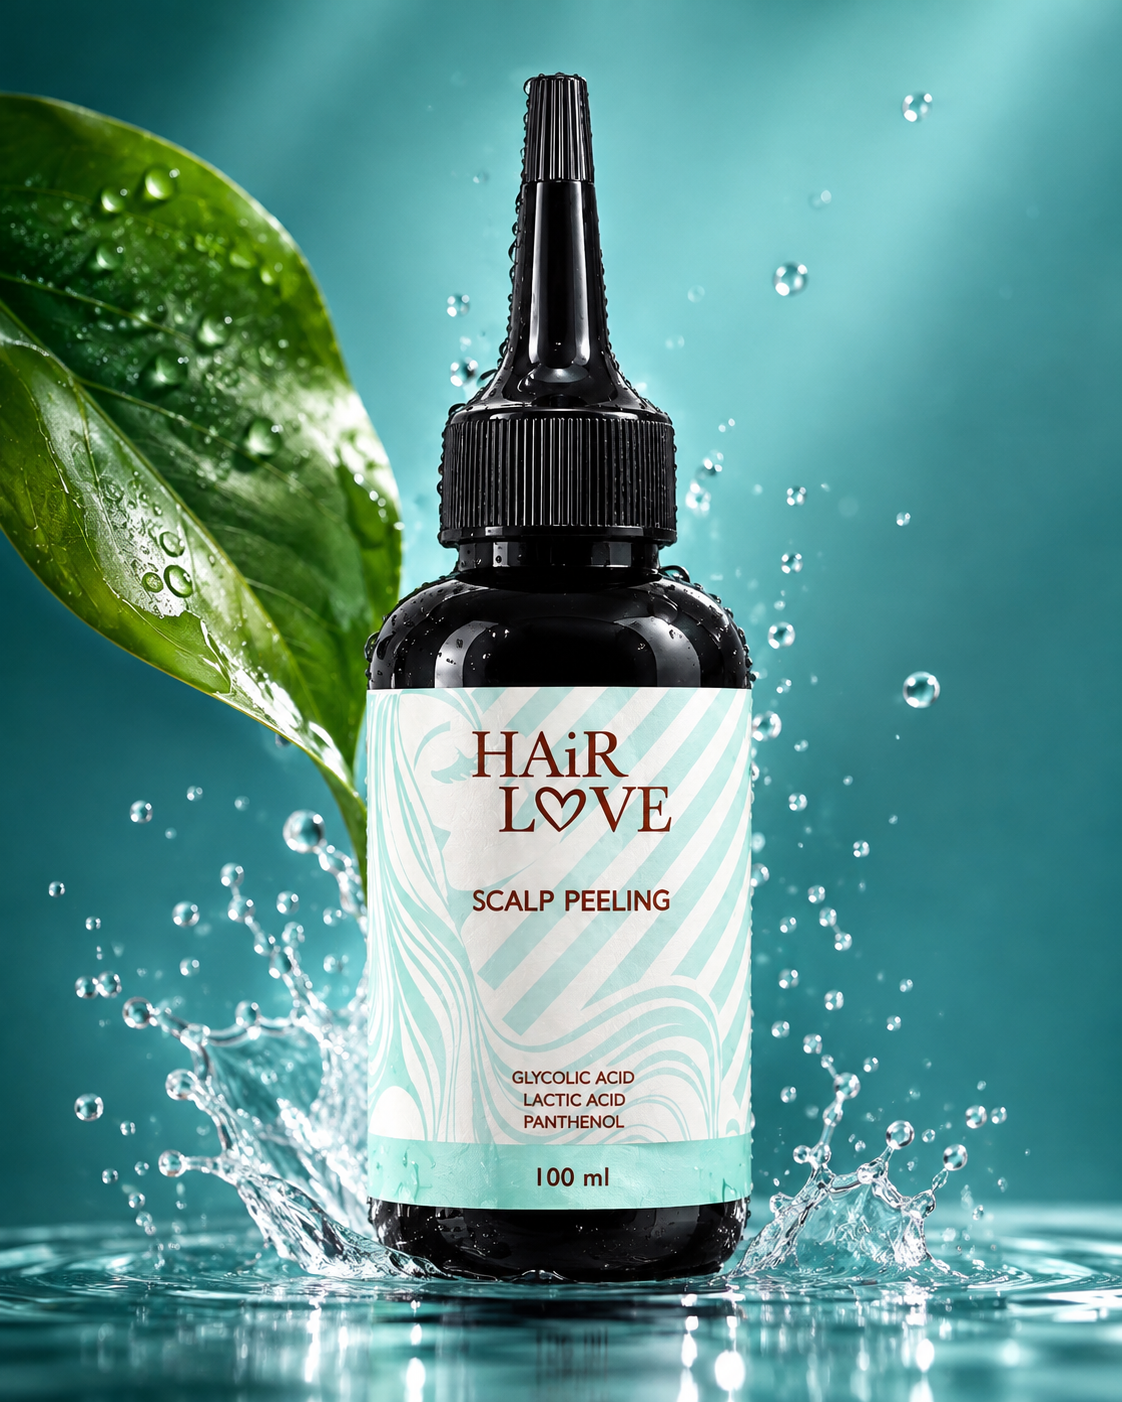 HAiR
L♡VE
SCALP PEELING
GLYCOLIC ACID
LACTIC ACID
PANTHENOL
100 ml